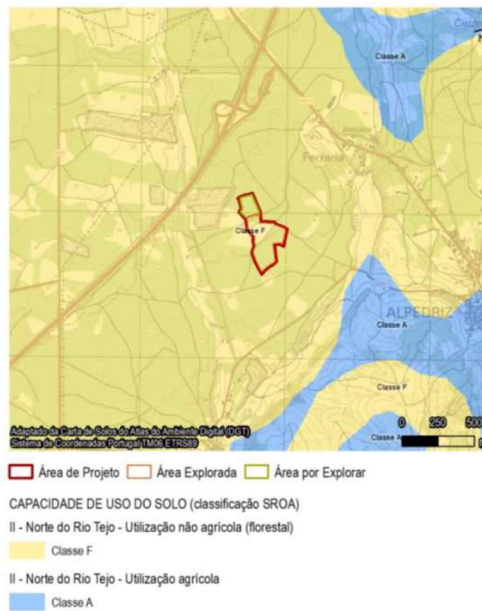 Classe A
Ferraria
Classe F
ALPEDRIZ
Classe A
Classe F
Classe A
Adaptado da Carta de Solos do Atlas do Ambiente Digital (DGT)
Sistema de Coordenadas Portugal TM06 ETRS89
0 250 500
Área de Projeto Área Explorada Área por Explorar
CAPACIDADE DE USO DO SOLO (classificação SROA)
II - Norte do Rio Tejo - Utilização não agricola (florestal)
Classe F
II - Norte do Rio Tejo - Utilização agrícola
Classe A